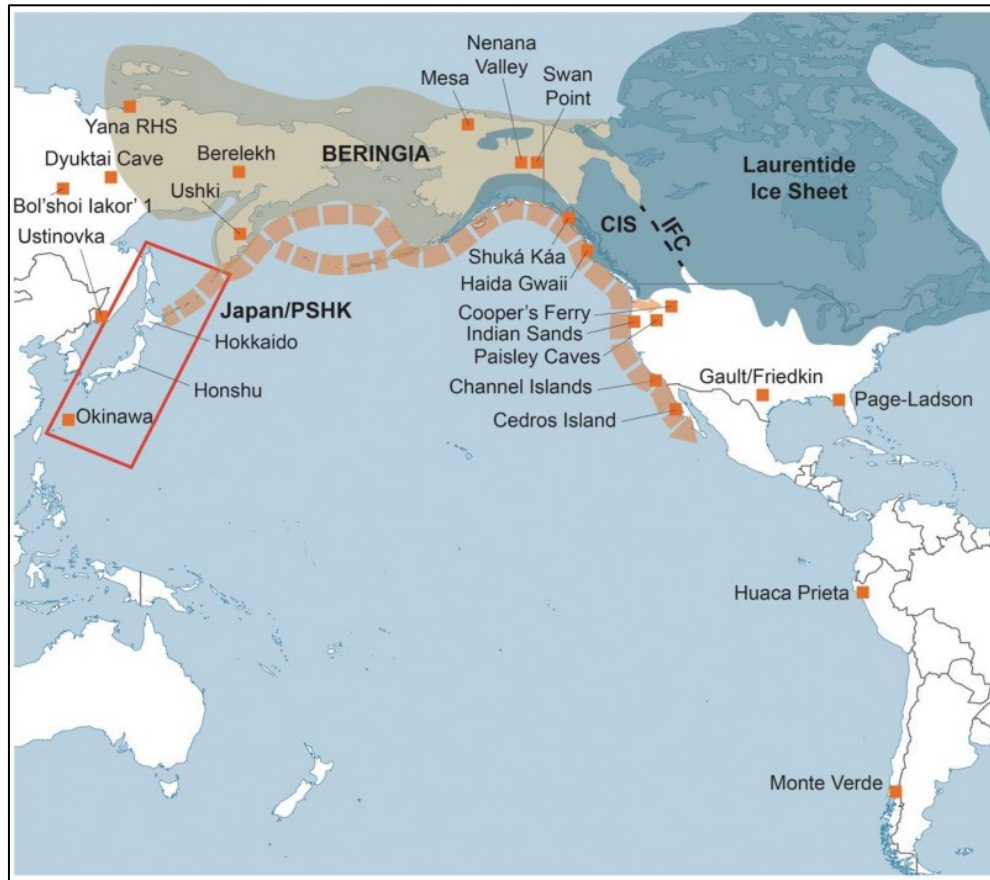 Nenana
Valley
Swan
Point
Mesa
Yana RHS
Dyuktai Cave
Berelekh
BERINGIA
Laurentide
Ice Sheet
Ushki
Bol'shoi Iakor' 1
Ustinovka
CIS
IFC
Shuká Káa
Haida Gwaii
Japan/PSHK
Cooper's Ferry
Hokkaido
Indian Sands
Paisley Caves
Honshu
Channel Islands
Gault/Friedkin
Page-Ladson
Okinawa
Cedros Island
Huaca Prieta
Monte Verde